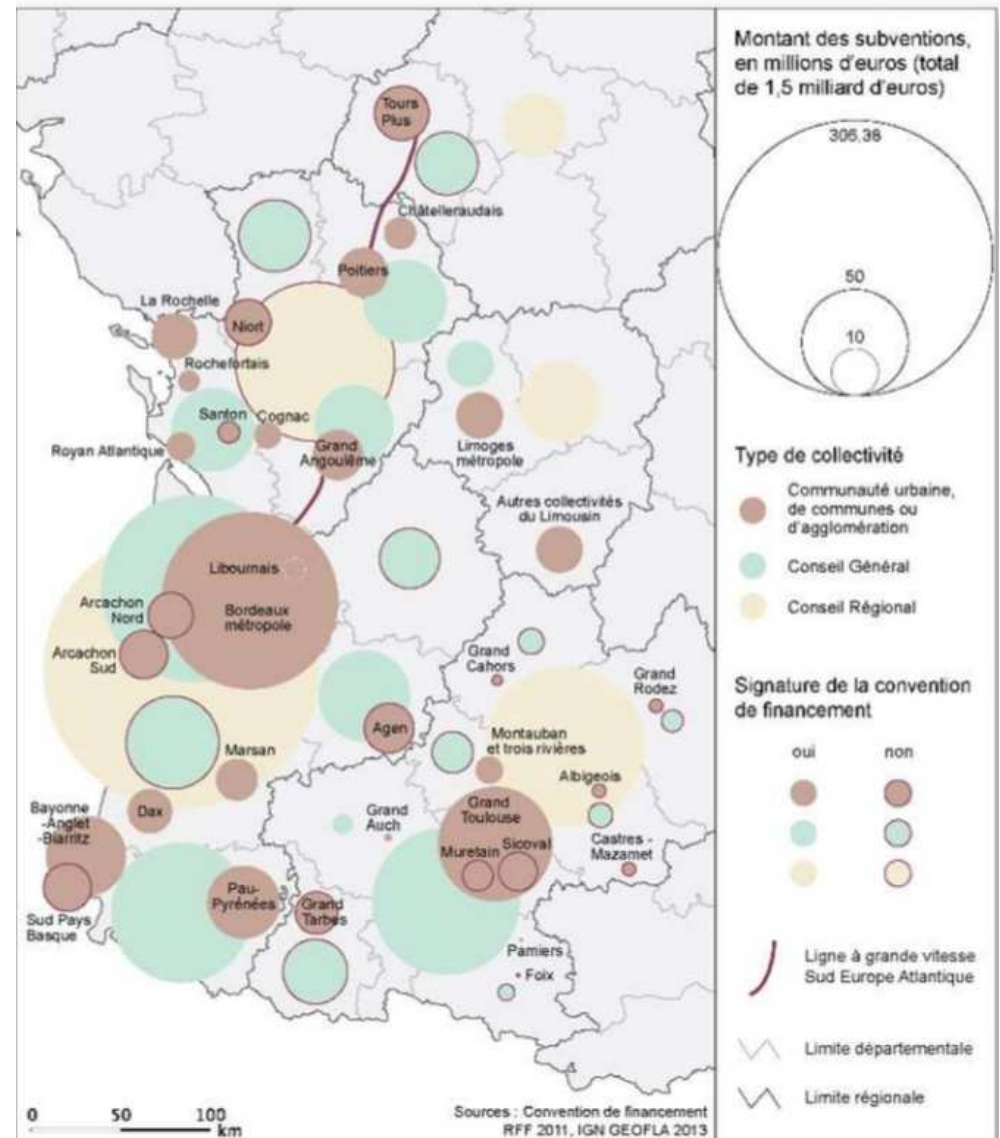 Tours
Plus
Châtelleraudais
Poitiers
La Rochelle
Niort
Rochefortais
Santon
Cognac
Royan Atlantique
Grand
Angoulême
Limoges
métropole
Autres collectivités
du Limousin
Libournais
Arcachon
Nord
Bordeaux
métropole
Arcachon
Sud
Grand
Cahors
Grand
Rodez
Agen
Montauban
et trois rivières
Marsan
Albigeois
Dax
Bayonne
-Anglet
-Biarritz
Grand
Auch
Grand
Toulouse
Muretain
Sicoval
Castres -
Mazamet
Pau-
Pyrénées
Grand
Tarbes
Sud Pays
Basque
Pamiers
Foix
0 50 100
km
Sources : Convention de financement
RFF 2011, IGN GEOFLA 2013
Montant des subventions,
en millions d'euros (total
de 1,5 milliard d'euros)
306,38
50
10
Type de collectivité
Communauté urbaine,
de communes ou
d'agglomération
Conseil Général
Conseil Régional
Signature de la convention
de financement
oui non
Ligne à grande vitesse
Sud Europe Atlantique
Limite départementale
Limite régionale